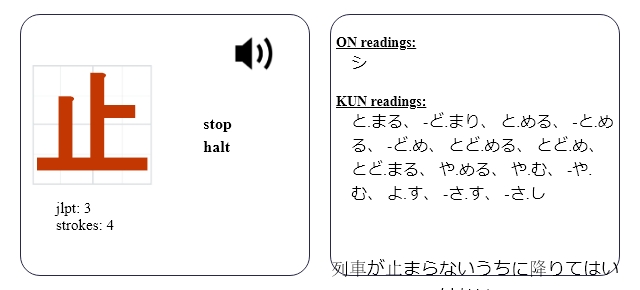 止
stop
halt
jlpt: 3
strokes: 4
ON readings:
シ
KUN readings:
と.まる、 -ど.まり、 と.める、 -と.め
る、 -ど.め、 とど.める、 とど.め、
とど.まる、 や.める、 や.む、 -や.
む、 よ.す、 -さ.す、 -さ.し
列車が止まらないうちに降りてはい